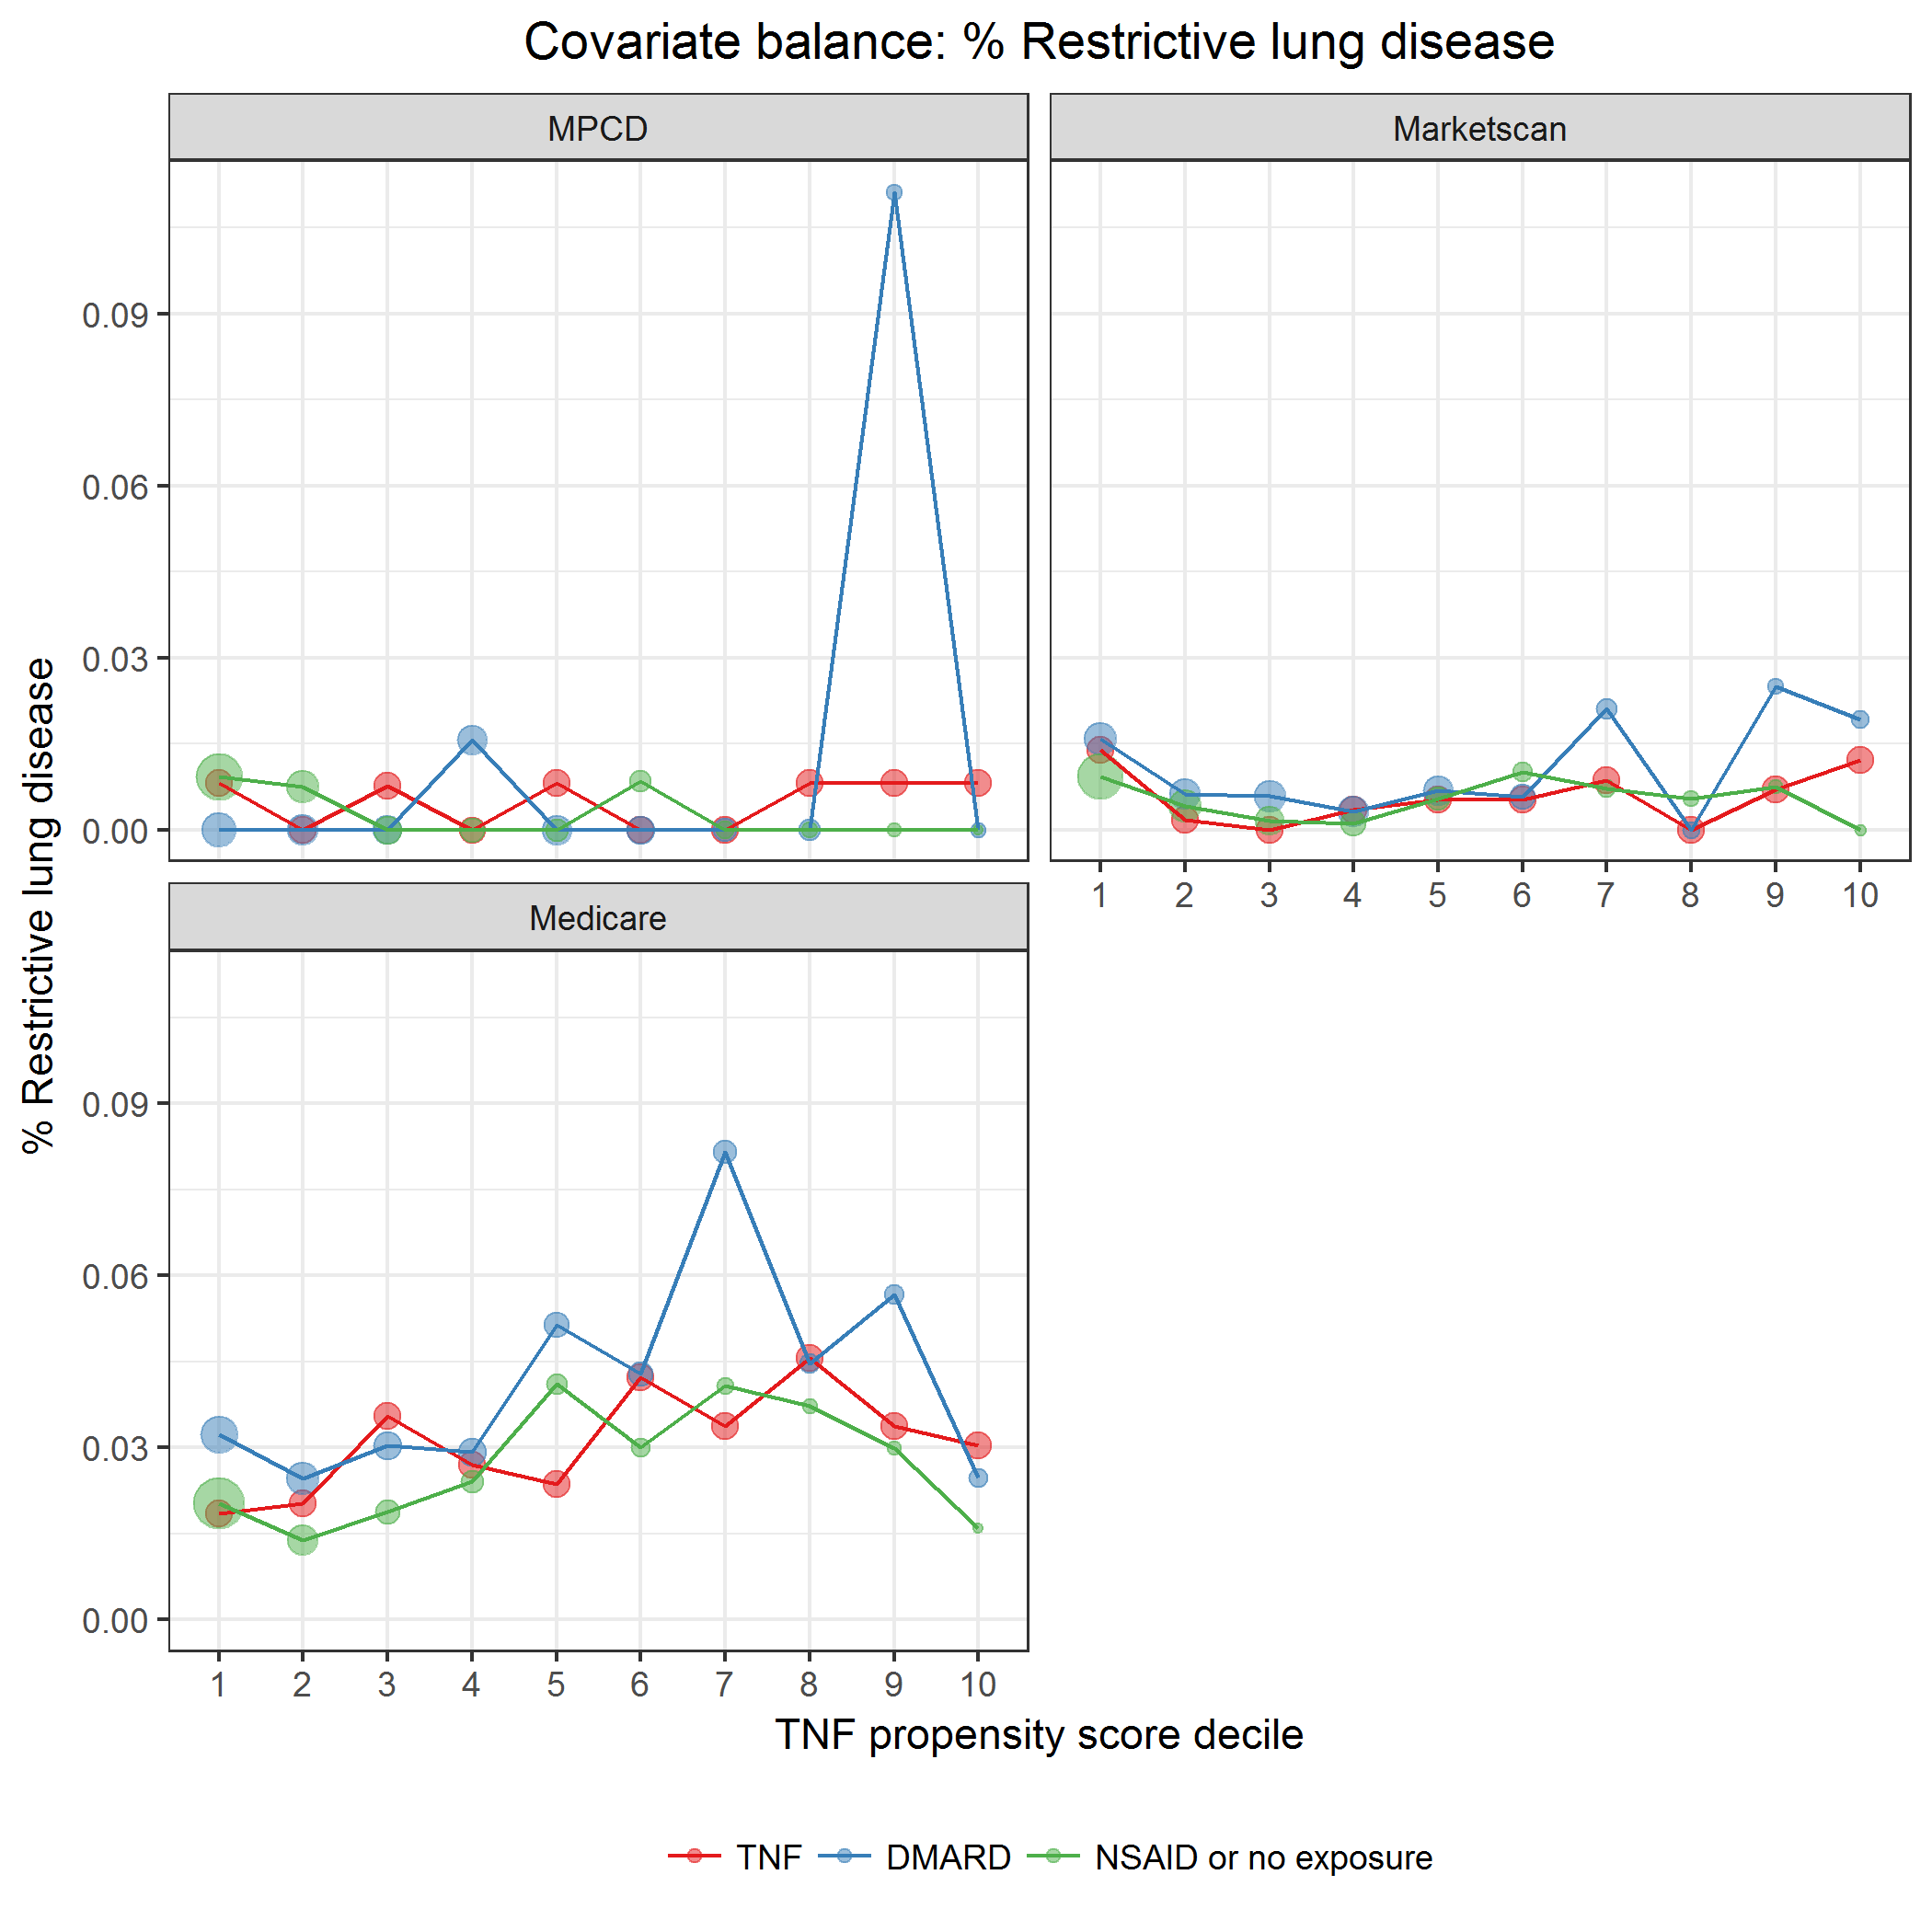 Covariate balance: % Restrictive lung disease
MPCD
Marketscan
% Restrictive lung disease
0.09
0.06
0.03
0.00
1 2 3 4 5 6 7 8 9 10
Medicare
0.09
0.06
0.03
0.00
1 2 3 4 5 6 7 8 9 10
TNF propensity score decile
TNF DMARD NSAID or no exposure